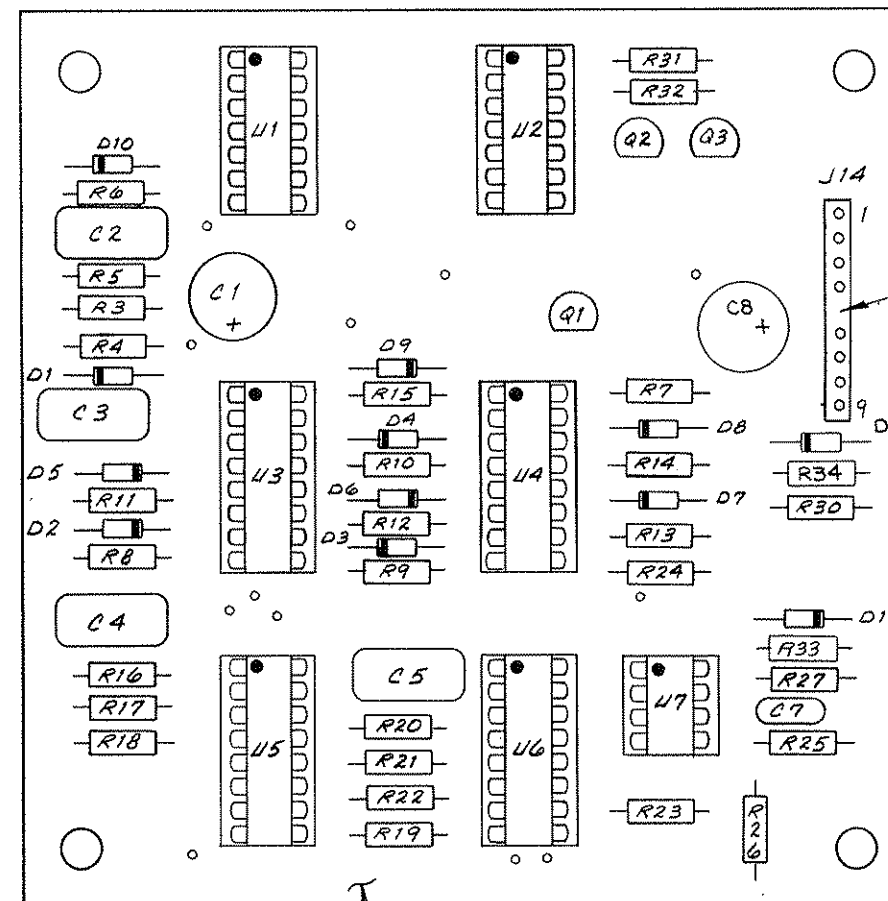 U1
U2
R31
R32
Q2
Q3
D10
R6
C2
R5
R3
R4
D1
C3
C1
+
Q1
C8
+
J14
1
9
D9
R15
D4
R10
D6
R12
D3
R9
U3
U4
R7
D8
R14
D7
R13
R24
D
R34
R30
D5
R11
D2
R8
C4
R16
R17
R18
U5
C5
R20
R21
R22
R19
U6
U7
R23
D1
R33
R27
C7
R25
R26